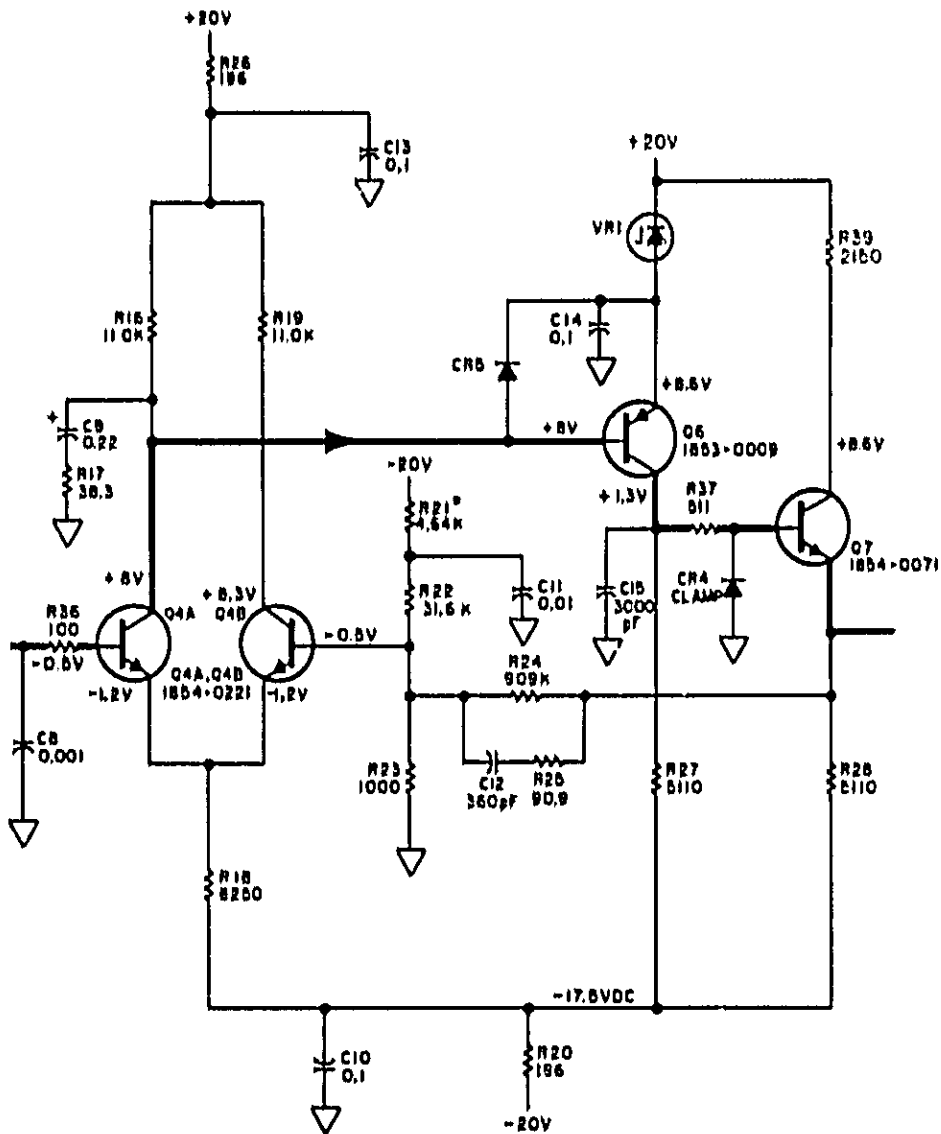 +20V
R26
196
C13
0.1
+20V
VR1
R39
2150
R16
11.0K
R19
11.0K
C14
0.1
CR5
+
C9
0.22
R17
38.3
+8V
+8.6V
Q6
1853-0009
-20V
+1.3V
R37
511
+8.6V
R21*
4.64K
Q7
1854-0071
R22
31.6K
C11
0.01
C15
3000
pF
CR4
CLAMP
+8V
+8.3V
R36
100
Q4A
Q4B
-0.5V
-0.5V
Q4A,Q4B
1854-0221
-1.2V
-1.2V
R24
909K
C8
0.001
R23
1000
C12
360pF
R25
90.9
R27
5110
R28
5110
R18
8250
-17.5VDC
C10
0.1
R20
196
-20V